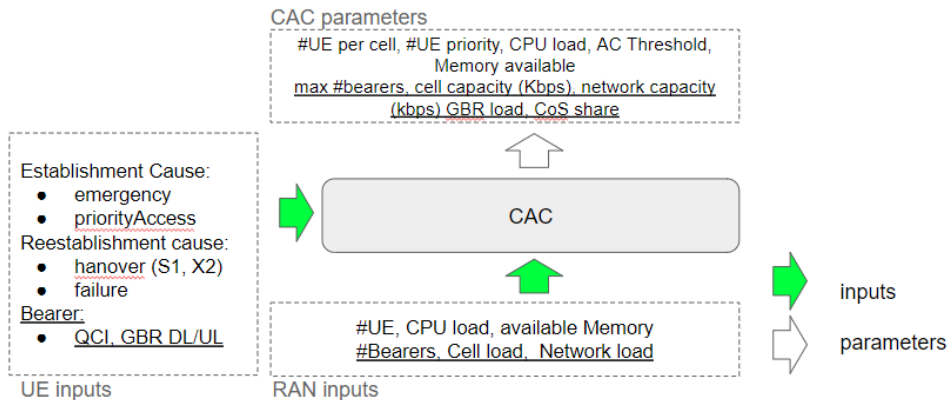 CAC parameters
#UE per cell, #UE priority, CPU load, AC Threshold,
Memory available
max #bearers, cell capacity (Kbps), network capacity
(kbps) GBR load, CoS share
Establishment Cause:
● emergency
● priorityAccess
Reestablishment cause:
● hanover (S1, X2)
● failure
Bearer:
● QCI, GBR DL/UL
UE inputs
CAC
#UE, CPU load, available Memory
#Bearers, Cell load, Network load
RAN inputs
inputs
parameters